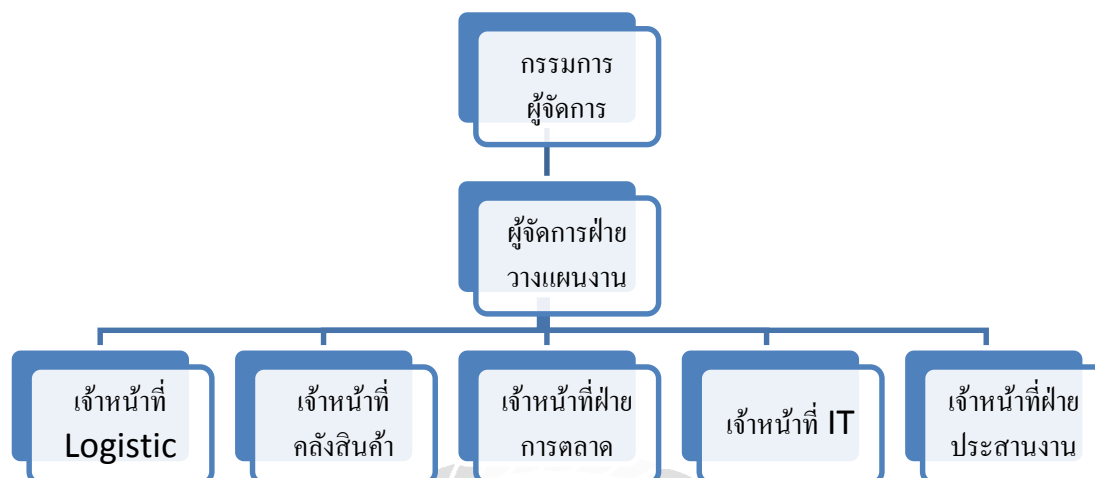 กรรมการ
ผู้จัดการ
ผู้จัดการฝ่าย
วางแผนงาน
เจ้าหน้าที่
Logistic
เจ้าหน้าที่
คลังสินค้า
เจ้าหน้าที่ฝ่าย
การตลาด
เจ้าหน้าที่ IT
เจ้าหน้าที่ฝ่าย
ประสานงาน